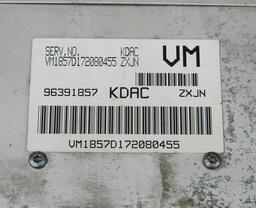 SERV.NO. KDAC VM
VM1857D172080455 ZXJN
96391857 KDAC ZXJN
VM1857D172080455